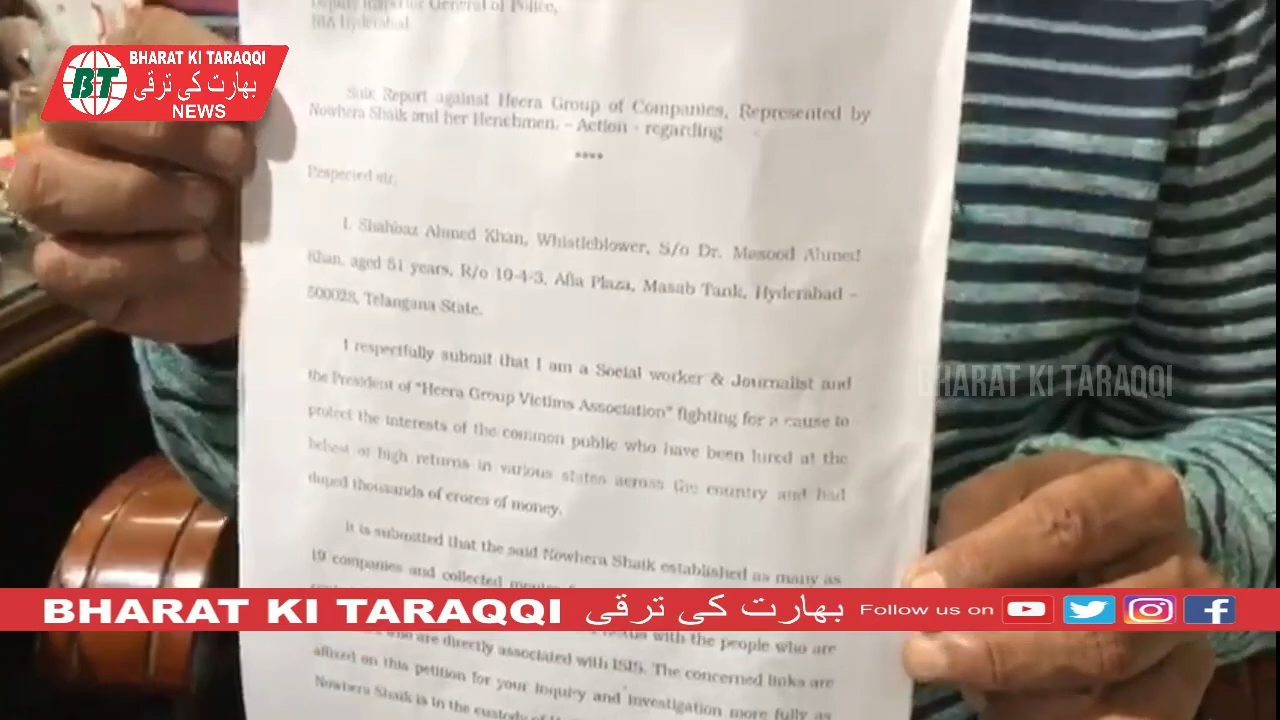 Deputy Inspector General of Police,
NIA Hyderabad
BHARAT KI TARAQQI
بھارت کی ترقی
NEWS
BT
Sub: Report against Heera Group of Companies, Represented by
Nowhera Shaik and her Henchmen. – Action - regarding
****
Respected sir,
I, Shahbaz Ahmed Khan, Whistleblower, S/o Dr. Masood Ahmed
Khan, aged 51 years, R/o 10-4-3, Afia Plaza, Masab Tank, Hyderabad –
500028, Telangana State.
I respectfully submit that I am a Social worker & Journalist and
the President of "Heera Group Victims Association" fighting for a cause to
protect the interests of the common public who have been lured at the
behest of high returns in various states across the country and had
duped thousands of crores of money.
BHARAT KI TARAQQI
It is submitted that the said Nowhera Shaik established as many as
19 companies and collected
BHARAT KI TARAQQI بھارت کی ترقی Follow us on
with the people who are
who are directly associated with ISIS. The concerned links are
affixed on this petition for your inquiry and investigation more fully as
Nowhera Shaik is in the custody of